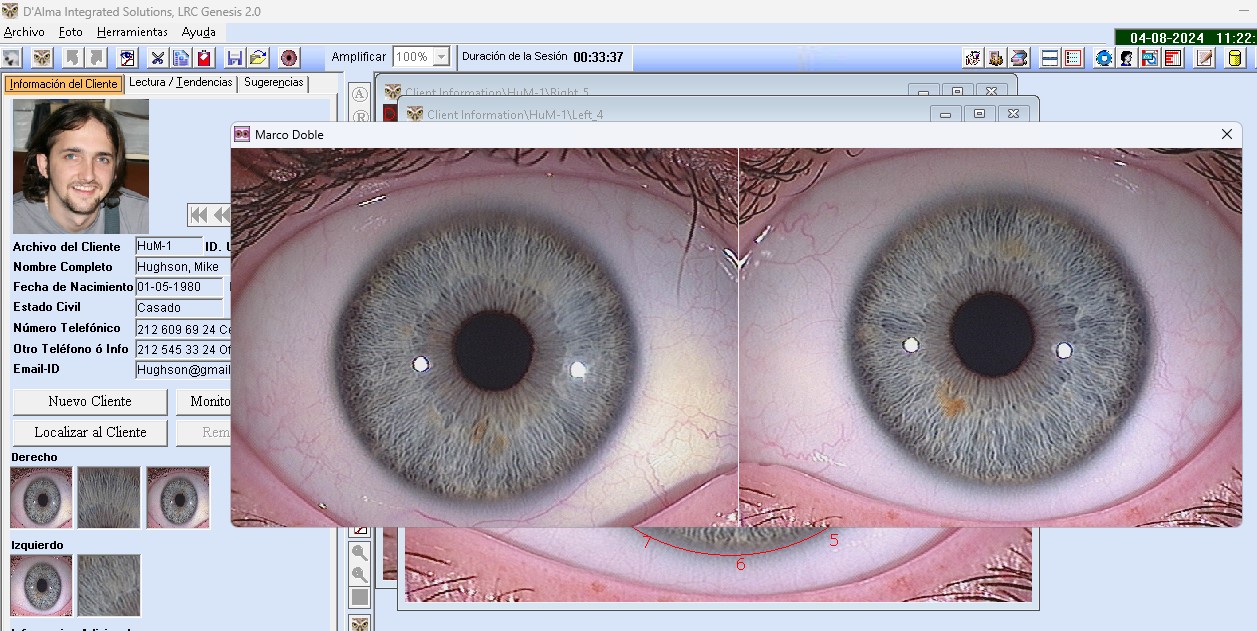 D'Alma Integrated Solutions, LRC Genesis 2.0
Archivo Foto Herramientas Ayuda
04-08-2024 11:22:
Amplificar 100% Duración de la Sesión 00:33:37
Información del Cliente Lectura / Tendencias Sugerencias
A
R
Client Information\HuM-1\Right_5
Client Information\HuM-1\Left_4
Marco Doble
Archivo del Cliente HuM-1 ID.
Nombre Completo Hughson, Mike
Fecha de Nacimiento 01-05-1980
Estado Civil Casado
Número Telefónico 212 609 69 24 Ce
Otro Teléfono ó Info 212 545 33 24 Of
Email-ID Hughson@gmail
Nuevo Cliente Monito
Localizar al Cliente Rem
Derecho
Izquierdo
7 6 5